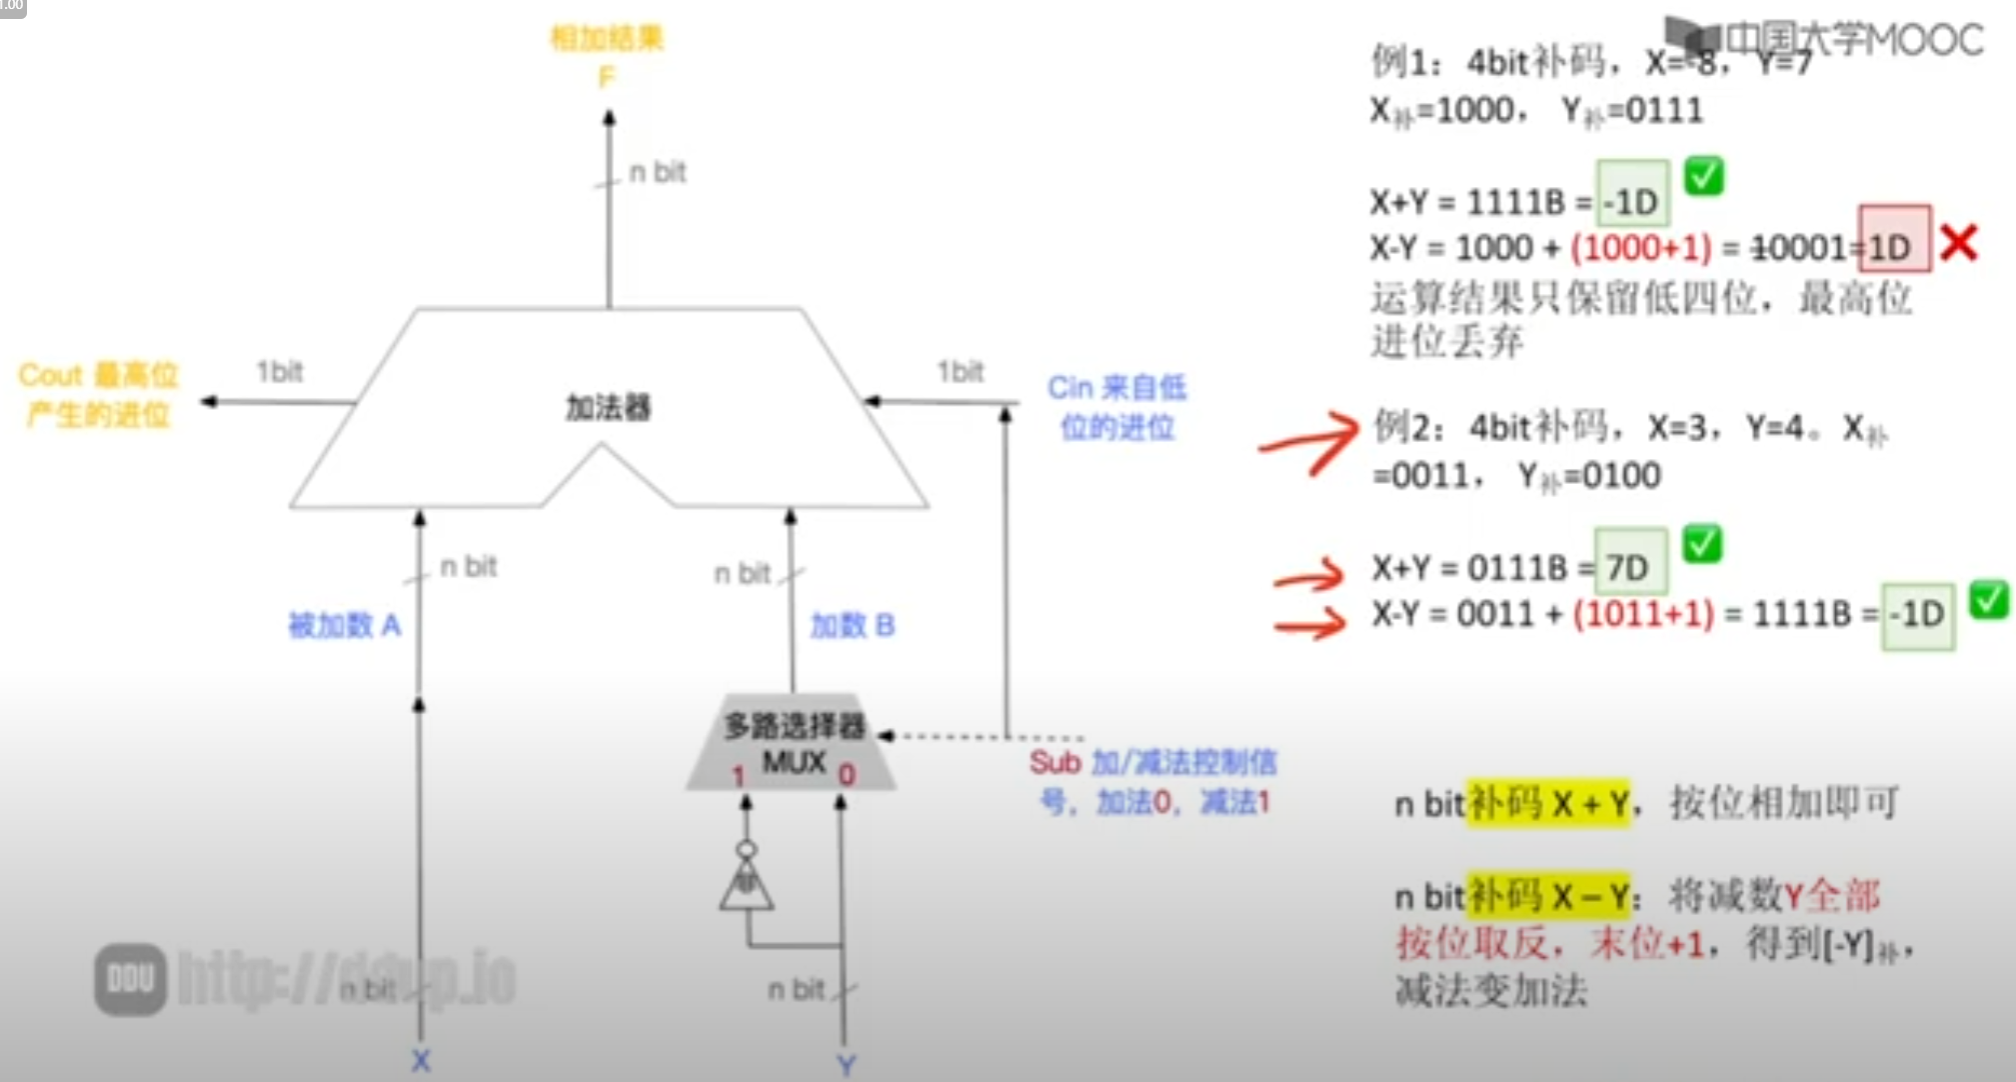 1.00
中国大学MOOC
相加结果
F
n bit
Cout 最高位
产生的进位
1bit
加法器
1bit
Cin 来自低
位的进位
n bit
n bit
被加数 A
加数 B
多路选择器
MUX
1
0
Sub 加/减法控制信
号，加法0，减法1
DDU http://ddup.io
n bit
n bit
X
Y
例1：4bit补码，X=-8，Y=7
X补=1000， Y补=0111
X+Y = 1111B = -1D
X-Y = 1000 + (1000+1) = 10001=1D
运算结果只保留低四位，最高位
进位丢弃
例2：4bit补码，X=3，Y=4。X补
=0011， Y补=0100
X+Y = 0111B = 7D
X-Y = 0011 + (1011+1) = 1111B = -1D
n bit补码 X + Y，按位相加即可
n bit补码 X – Y：将减数Y全部
按位取反，末位+1，得到[-Y]补，
减法变加法